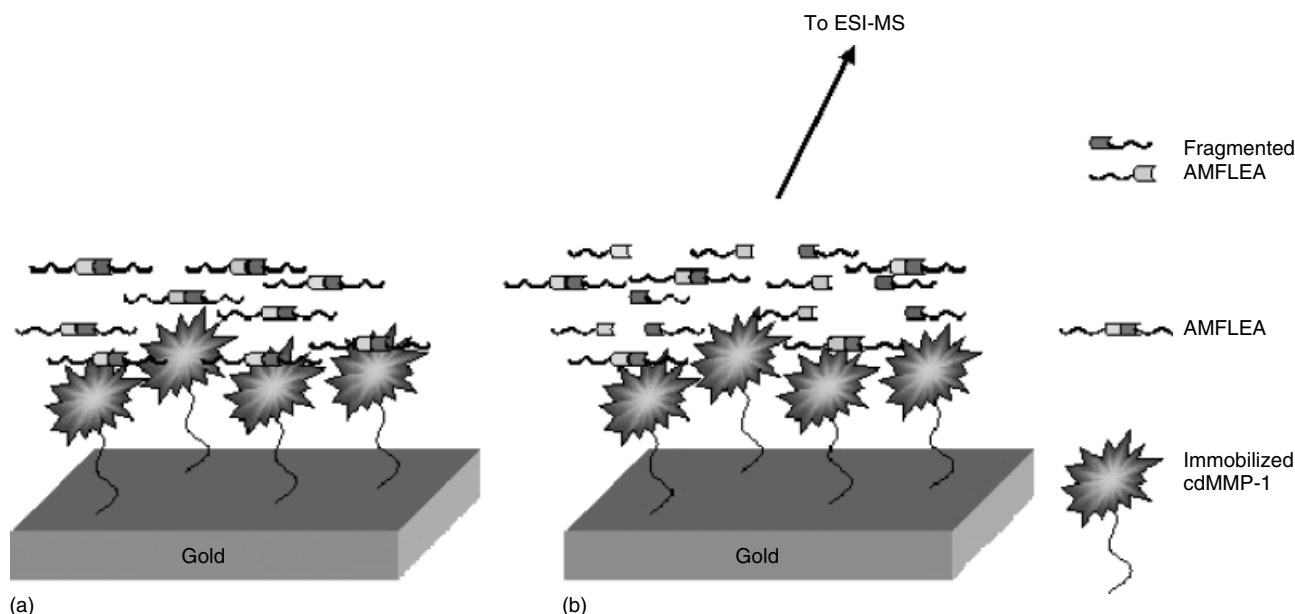 To ESI-MS
Fragmented
AMFLEA
AMFLEA
Immobilized
cdMMP-1
Gold
Gold
(a)
(b)